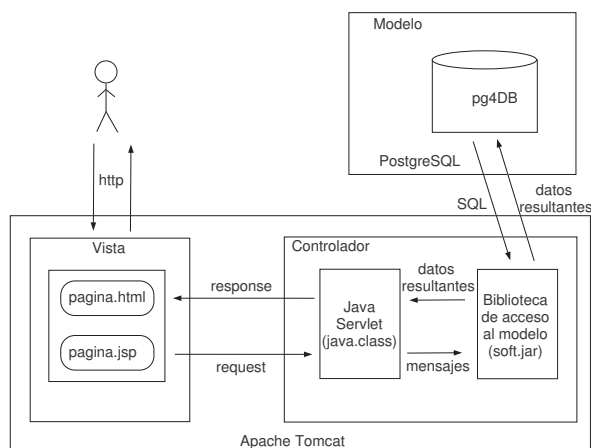 Modelo
pg4DB
PostgreSQL
http
SQL
datos
resultantes
Vista
Controlador
pagina.html
pagina.jsp
response
request
Java
Servlet
(java.class)
datos
resultantes
mensajes
Biblioteca
de acceso
al modelo
(soft.jar)
Apache Tomcat